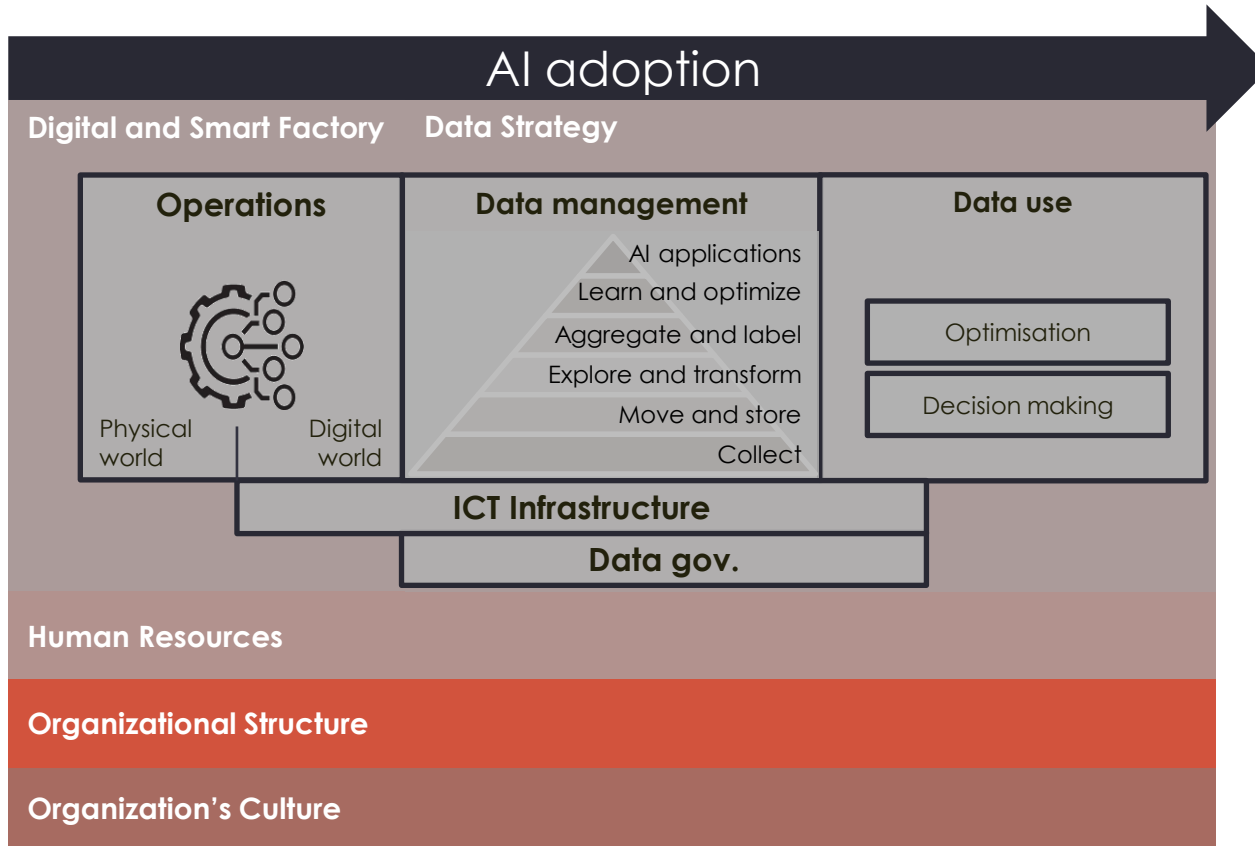 AI adoption
Digital and Smart Factory
Data Strategy
Operations
Physical
world
Digital
world
Data management
AI applications
Learn and optimize
Aggregate and label
Explore and transform
Move and store
Collect
Data use
Optimisation
Decision making
ICT Infrastructure
Data gov.
Human Resources
Organizational Structure
Organization’s Culture